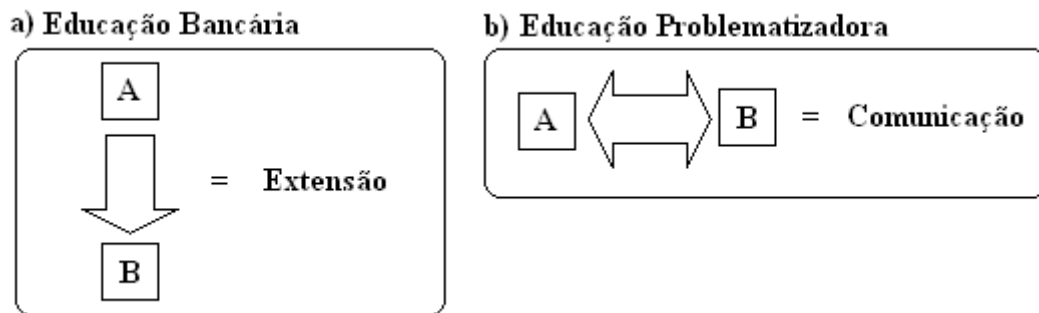 a) Educação Bancária
A
= Extensão
B
b) Educação Problematizadora
A B = Comunicação